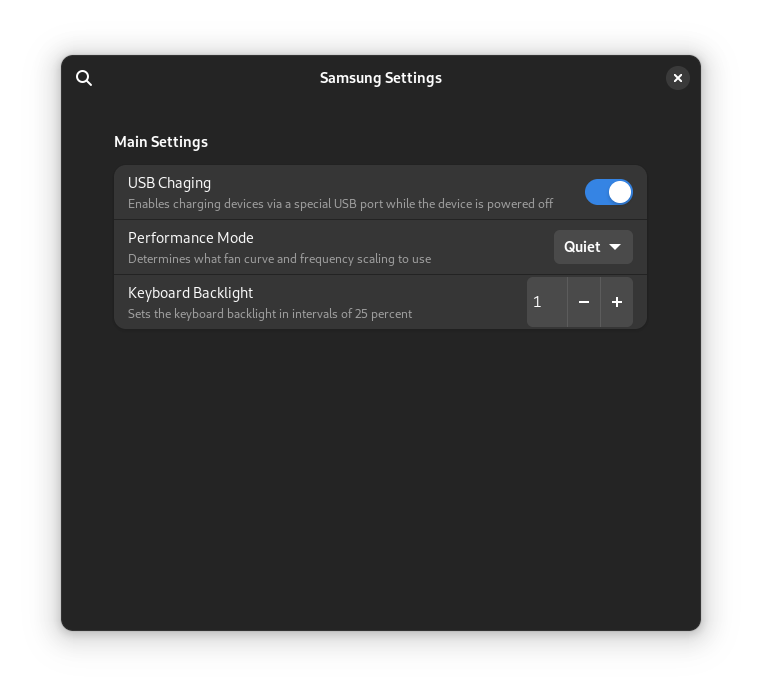 Samsung Settings
Main Settings
USB Chaging
Enables charging devices via a special USB port while the device is powered off
Performance Mode
Determines what fan curve and frequency scaling to use
Quiet
Keyboard Backlight
Sets the keyboard backlight in intervals of 25 percent
1